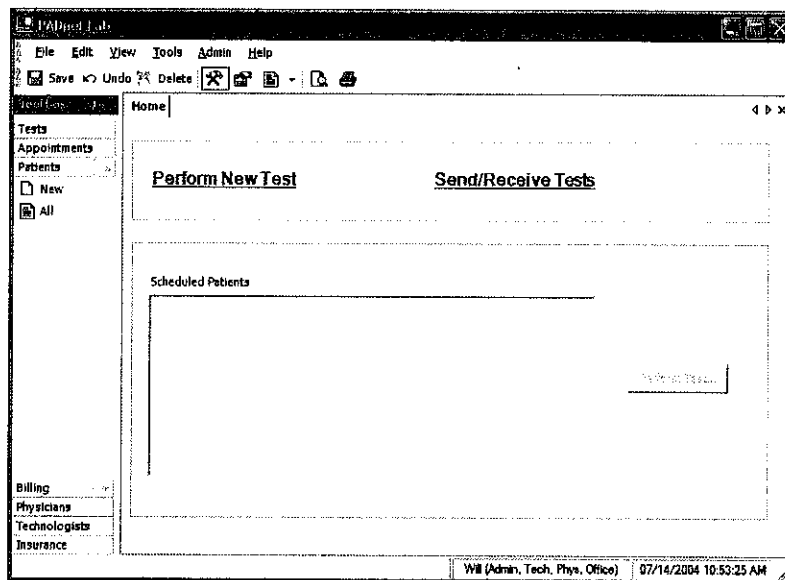 PADnet Lab
File Edit View Tools Admin Help
Save Undo Delete
Home
Tests
Appointments
Patients
New
All
Perform New Test
Send/Receive Tests
Scheduled Patients
Billing
Physicians
Technologists
Insurance
Will (Admin, Tech, Phys, Office) 07/14/2004 10:53:25 AM